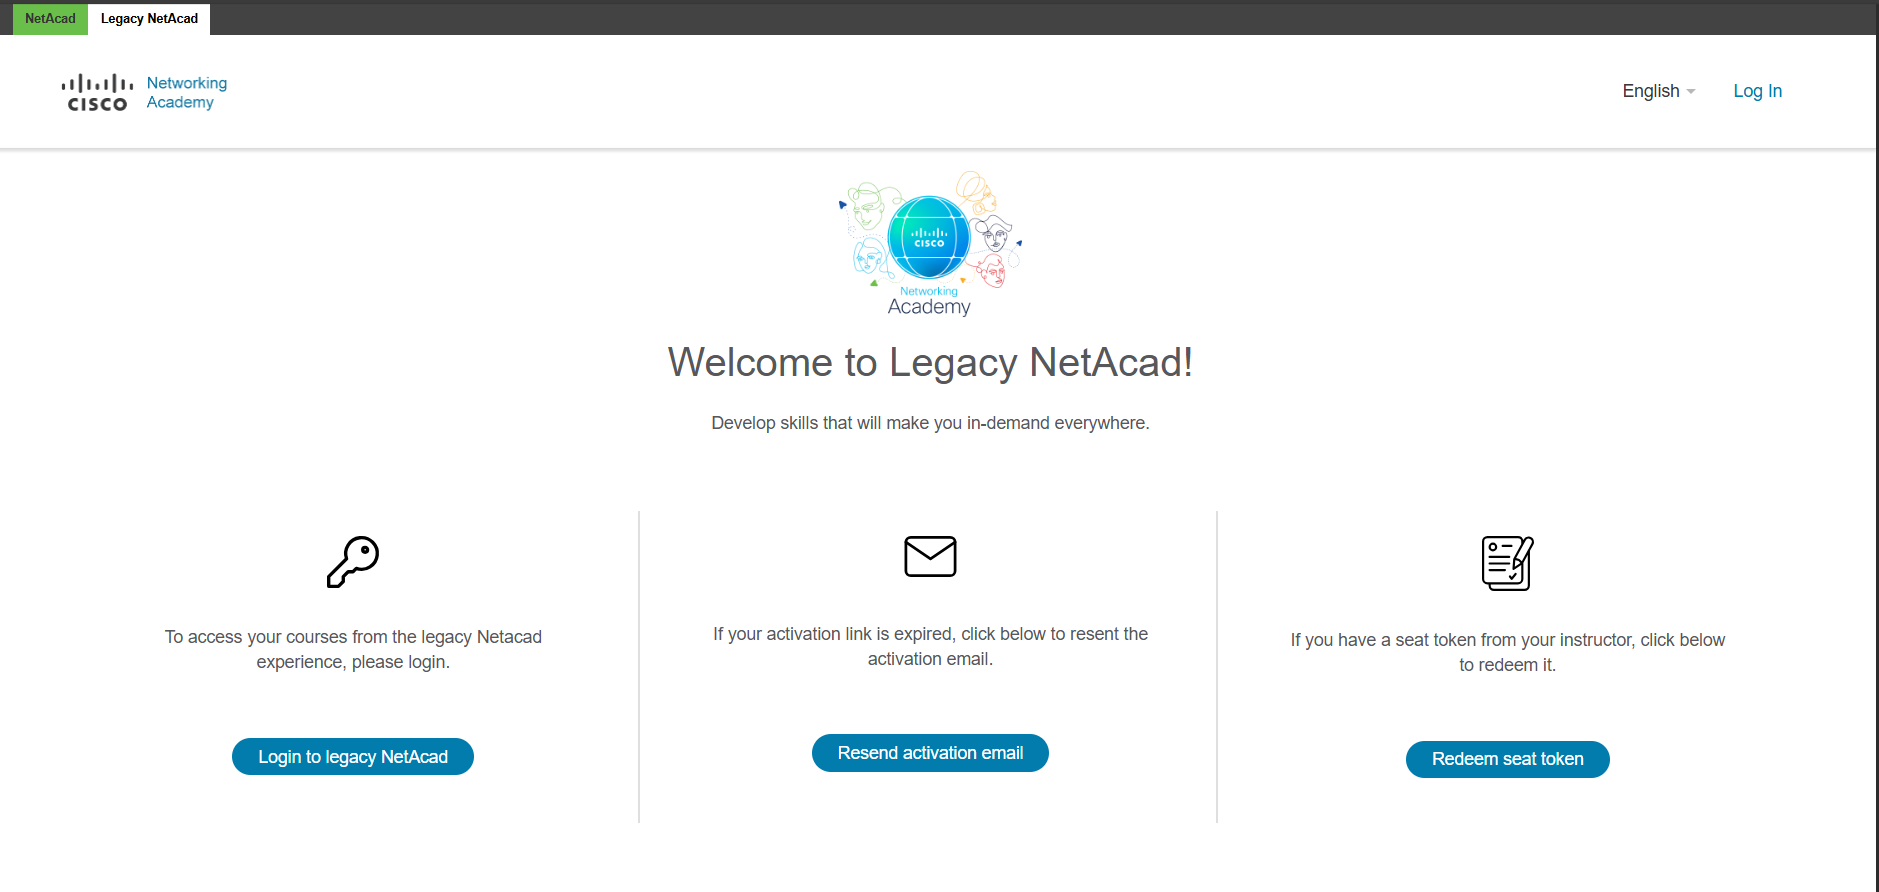 NetAcad
Legacy NetAcad
CISCO
Networking
Academy
English
Log In
CISCO
Networking
Academy
Welcome to Legacy NetAcad!
Develop skills that will make you in-demand everywhere.
To access your courses from the legacy Netacad
experience, please login.
Login to legacy NetAcad
If your activation link is expired, click below to resent the
activation email.
Resend activation email
If you have a seat token from your instructor, click below
to redeem it.
Redeem seat token